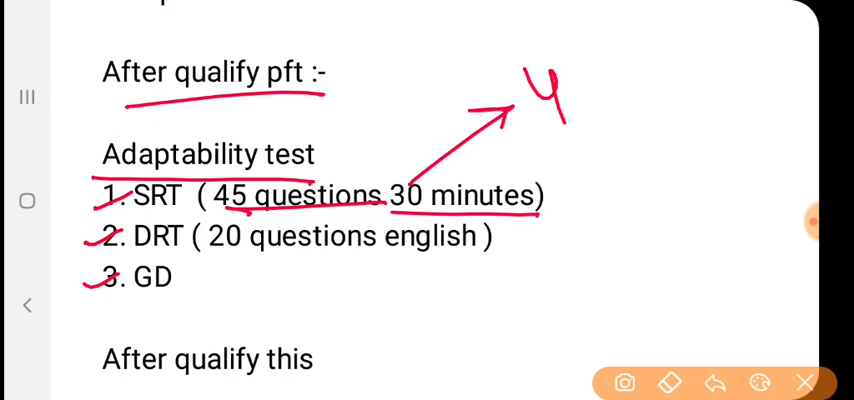 After qualify pft :-
Adaptability test
1. SRT ( 45 questions 30 minutes)
2. DRT ( 20 questions english )
3. GD
After qualify this